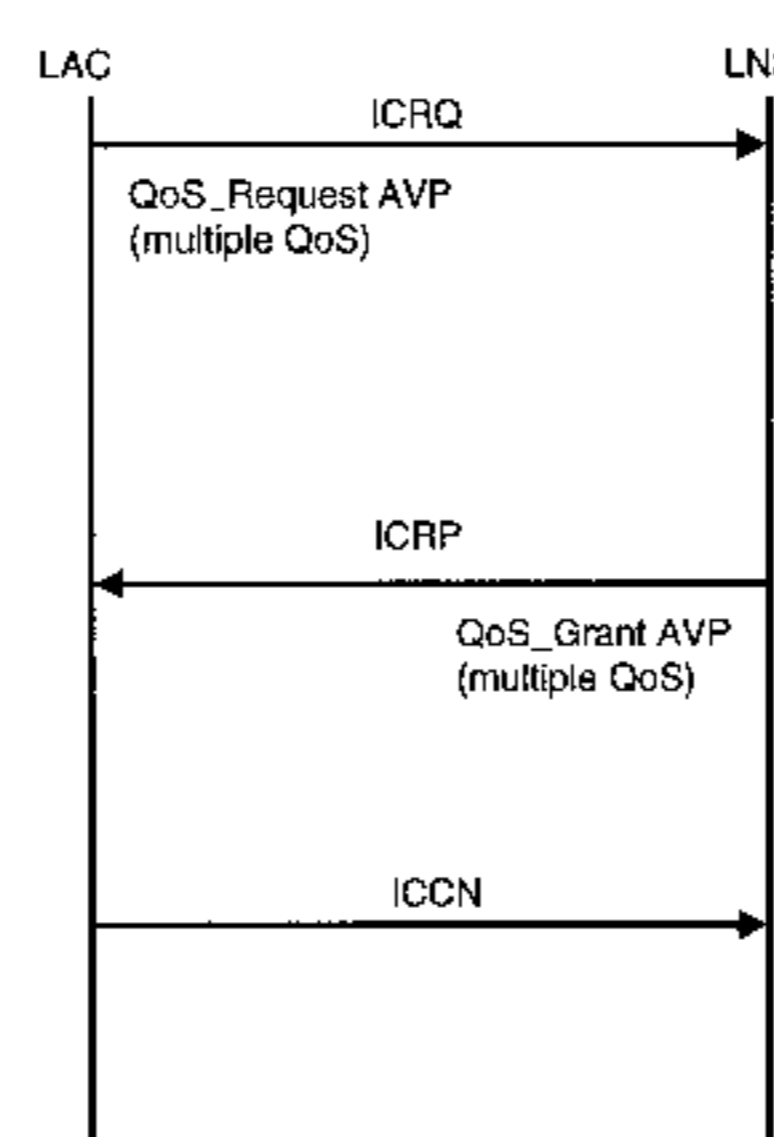 LAC
ICRQ
QoS_Request AVP
(multiple QoS)
ICRP
QoS_Grant AVP
(multiple QoS)
ICCN